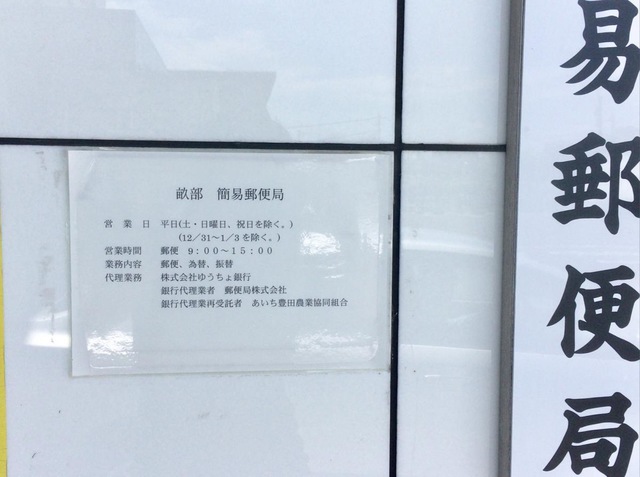 畝部　簡易郵便局
営　業　日　平日(土・日曜日、祝日を除く。)
(12／31～1／3を除く。)
営業時間　郵便　9：00～15：00
業務内容　郵便、為替、振替
代理業務　株式会社ゆうちょ銀行
銀行代理業者　郵便局株式会社
銀行代理業再受託者　あいち豊田農業協同組合
易郵便局